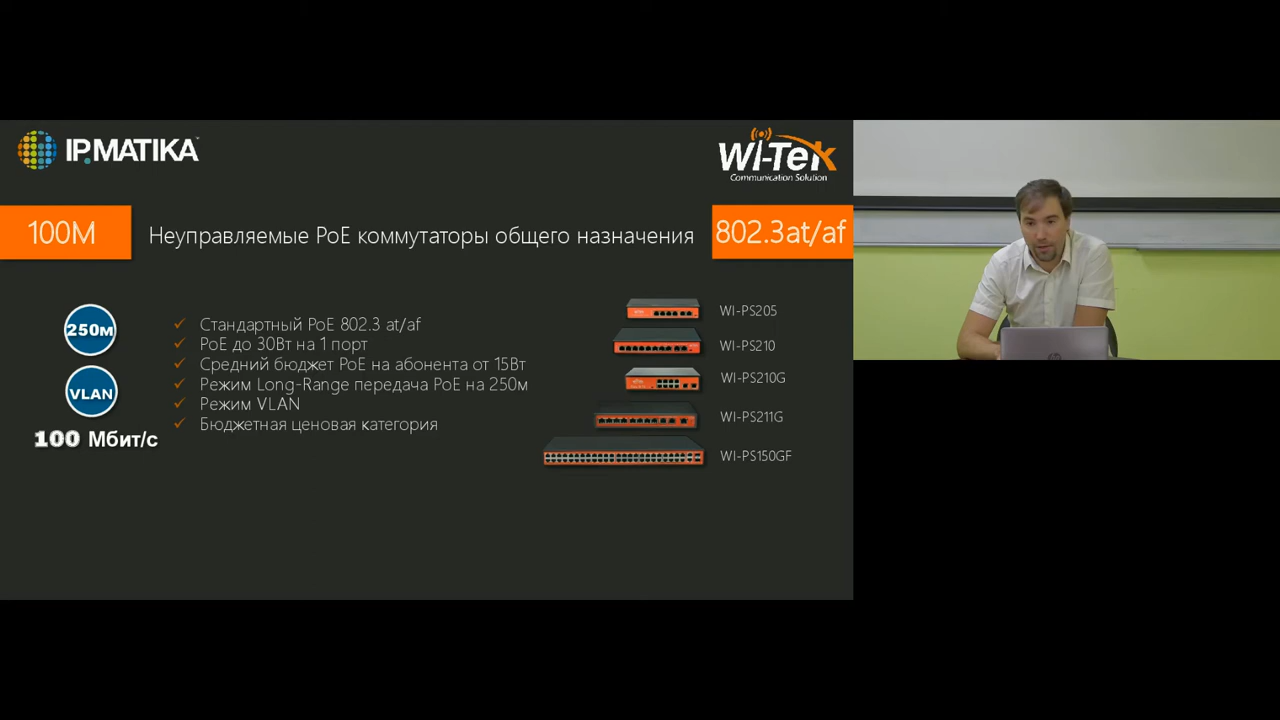 IPMATIKA
Wi-Tek
Communication Solution
100М
Неуправляемые PoE коммутаторы общего назначения
802.3at/af
250м
VLAN
100 Мбит/с
Стандартный PoE 802.3 at/af
PoE до 30Вт на 1 порт
Средний бюджет PoE на абонента от 15Вт
Режим Long-Range передача PoE на 250м
Режим VLAN
Бюджетная ценовая категория
WI-PS205
WI-PS210
WI-PS210G
WI-PS211G
WI-PS150GF